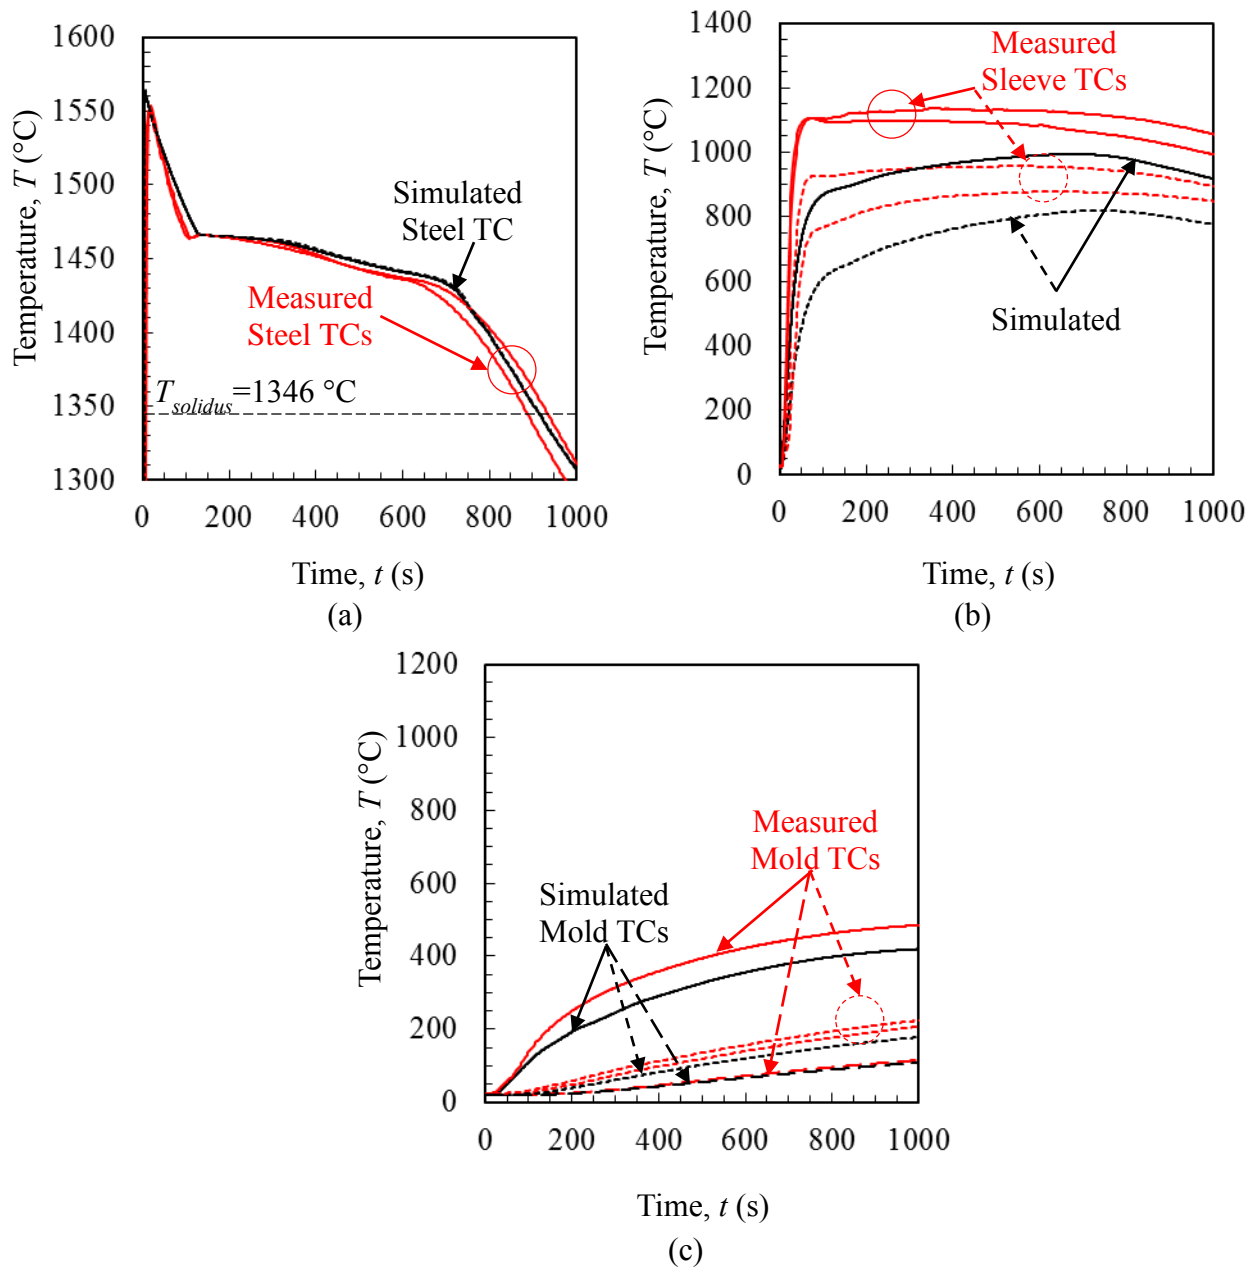 1600
1550
1500
1450
1400
1350
1300
Temperature, T (°C)
Simulated
Steel TC
Measured
Steel TCs
T_solidus=1346 °C
0 200 400 600 800 1000
Time, t (s)
(a)
1400
1200
1000
800
600
400
200
0
Temperature, T (°C)
Measured
Sleeve TCs
Simulated
0 200 400 600 800 1000
Time, t (s)
(b)
1200
1000
800
600
400
200
0
Temperature, T (°C)
Measured
Mold TCs
Simulated
Mold TCs
0 200 400 600 800 1000
Time, t (s)
(c)